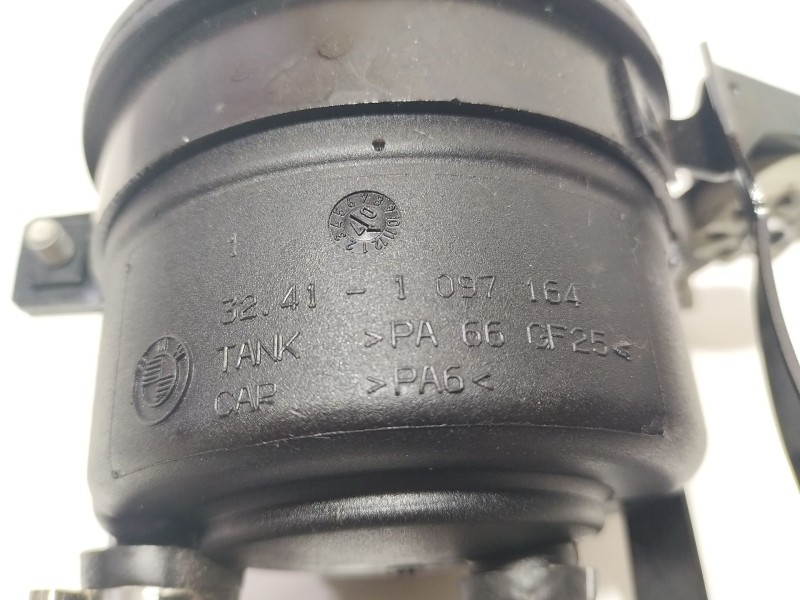 1
32.41 - 1 097 164
TANK >PA 66 GF25<
CAP >PA6<